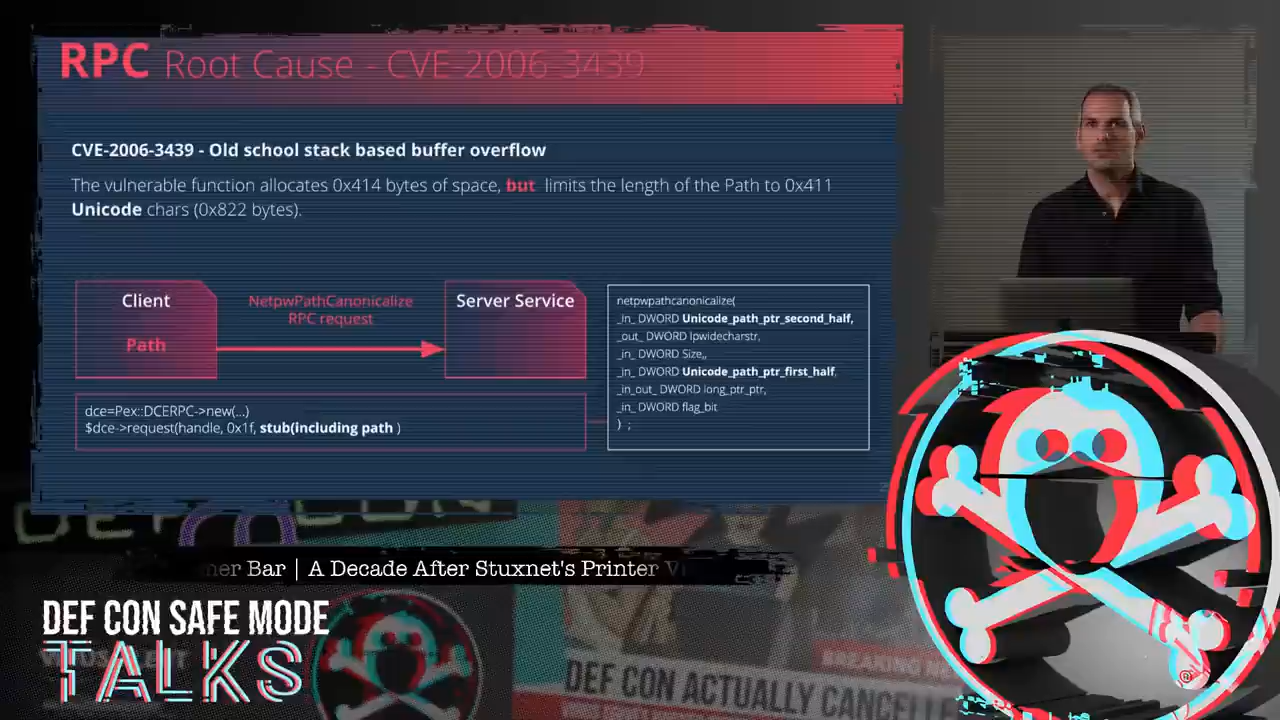 RPC Root Cause - CVE-2006-3439
CVE-2006-3439 - Old school stack based buffer overflow
The vulnerable function allocates 0x414 bytes of space, but limits the length of the Path to 0x411
Unicode chars (0x822 bytes).
Client
Path
NetpwPathCanonicalize
RPC request
Server Service
netpwpathcanonicalize(
_in_ DWORD Unicode_path_ptr_second_half,
_out_ DWORD lpwidecharstr,
_in_ DWORD Size,,
_in_ DWORD Unicode_path_ptr_first_half,
_in_out_ DWORD long_ptr_ptr,
_in_ DWORD flag_bit
) ;
dce=Pex::DCERPC->new(...)
$dce->request(handle, 0x1f, stub(including path )
DEF CON
ner Bar | A Decade After Stuxnet's Printer V
DEF CON SAFE MODE
TALKS
BREAKING
DEF CON ACTUALLY CANCELLE
®